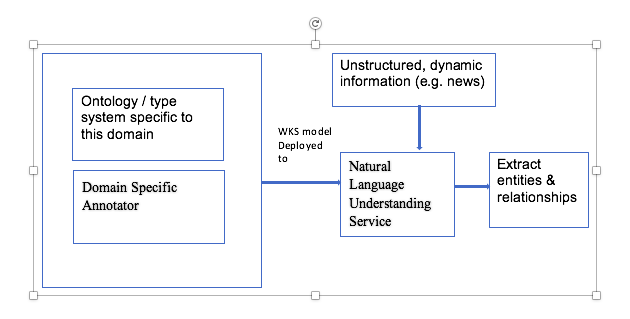 Ontology / type
system specific to
this domain
Domain Specific
Annotator
WKS model
Deployed
to
Unstructured, dynamic
information (e.g. news)
Natural
Language
Understanding
Service
Extract
entities &
relationships